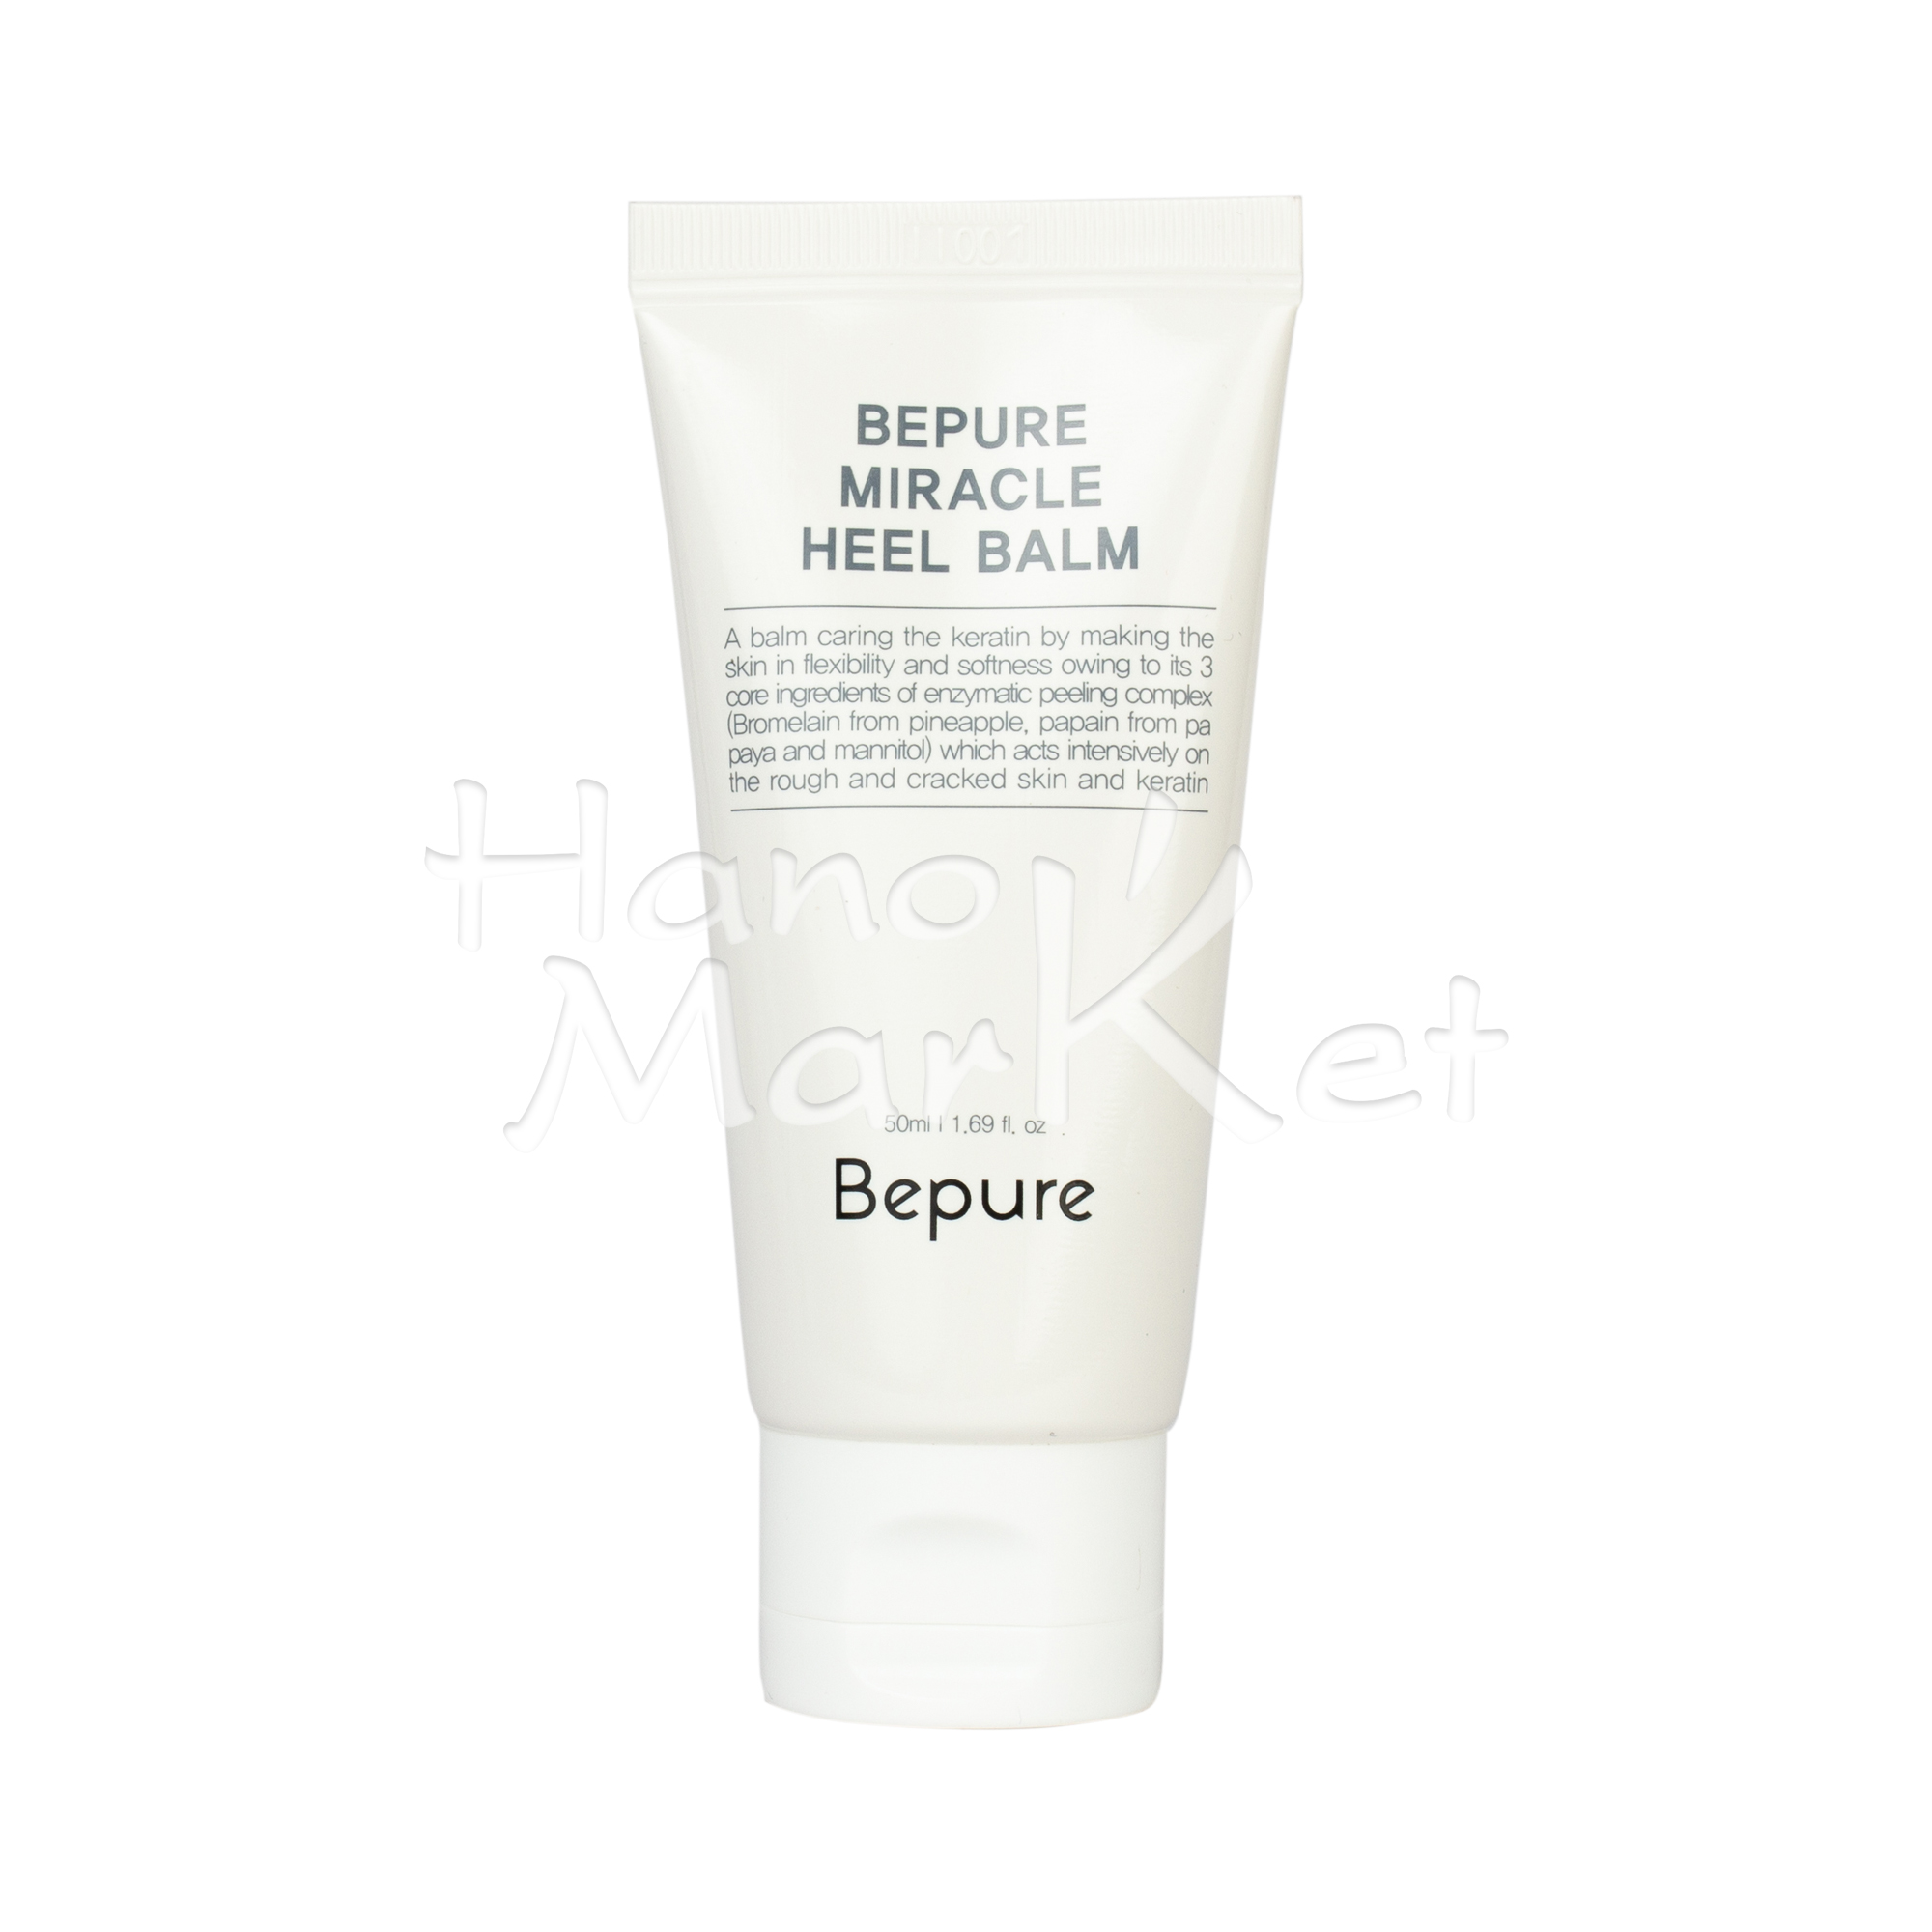 11001
BEPURE
MIRACLE
HEEL BALM
A balm caring the keratin by making the
skin in flexibility and softness owing to its 3
core ingredients of enzymatic peeling complex
(Bromelain from pineapple, papain from pa
paya and mannitol) which acts intensively on
the rough and cracked skin and keratin
Hano
Market
50ml | 1.69 fl. oz
Bepure